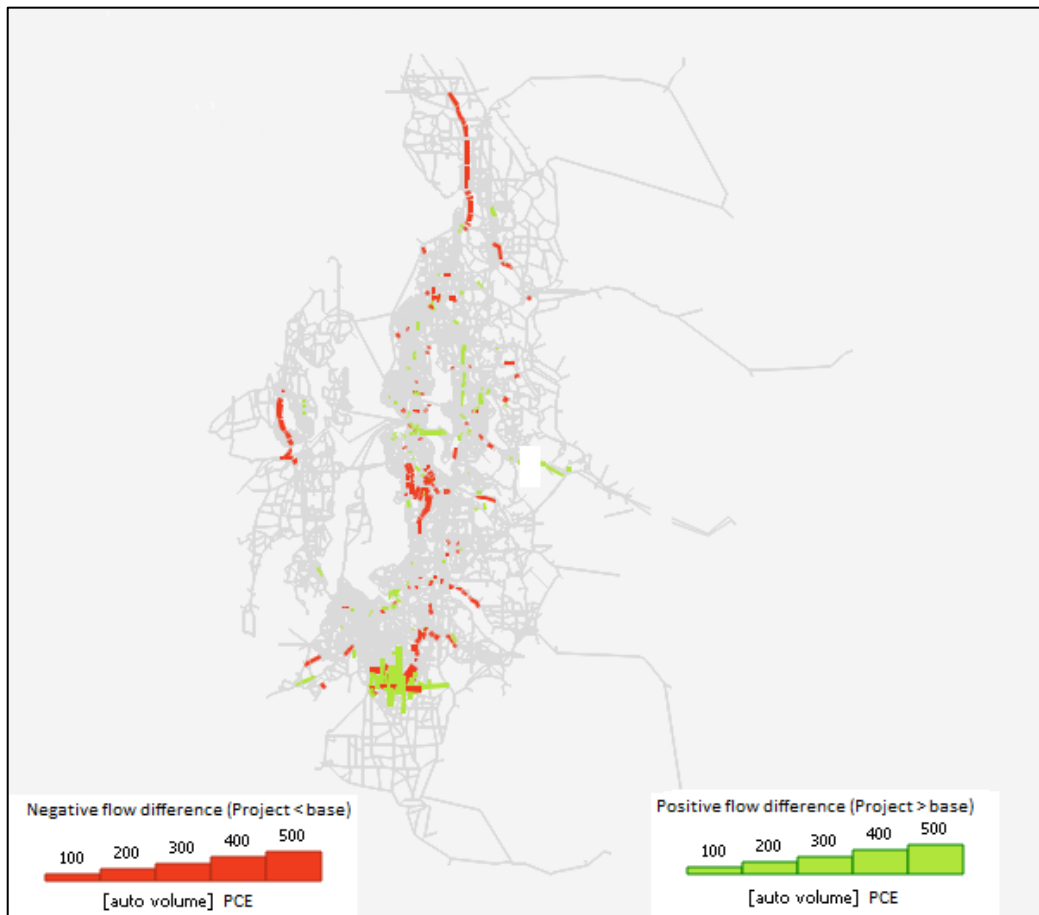 Negative flow difference (Project < base)
100 200 300 400 500
[auto volume] PCE
Positive flow difference (Project > base)
100 200 300 400 500
[auto volume] PCE